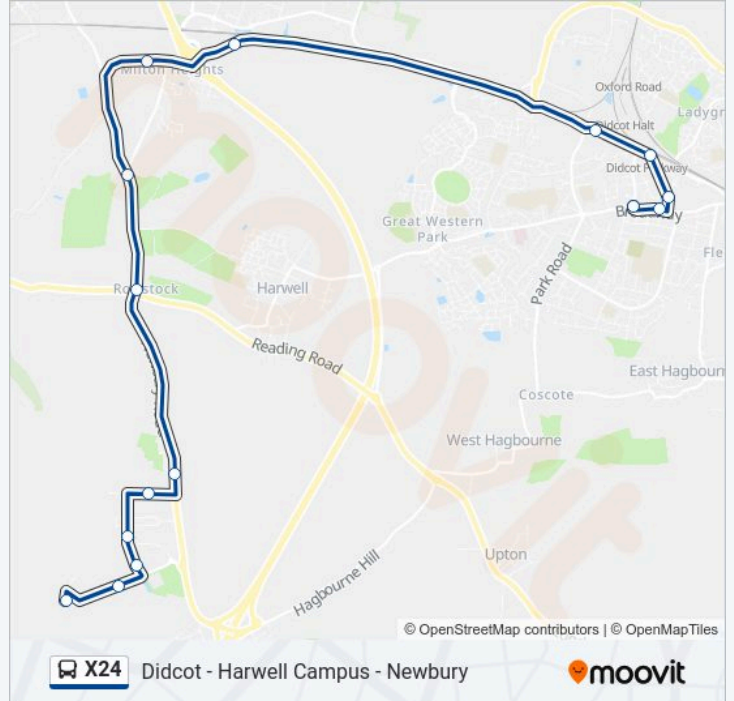 Milton Heights
Oxford Road
Ladygr
Didcot Halt
Didcot Parkway
Broadway
Great Western
Park
Fle
Park Road
Rowstock
Harwell
Reading Road
East Hagbourn
Coscote
West Hagbourne
Upton
Hagbourne Hill
© OpenStreetMap contributors | © OpenMapTiles
X24 Didcot - Harwell Campus - Newbury
moovit